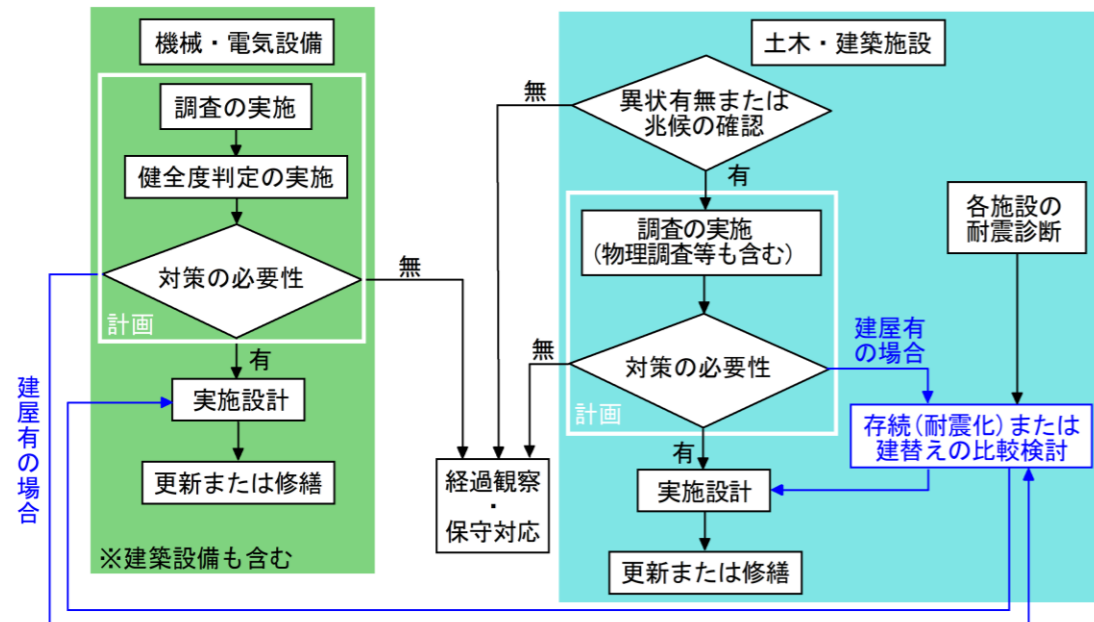 機械・電気設備
調査の実施
健全度判定の実施
対策の必要性
計画
有
無
実施設計
更新または修繕
※建築設備も含む
建屋有の場合
土木・建築施設
異状有無または
兆候の確認
無
有
調査の実施
(物理調査等も含む)
対策の必要性
計画
無
有
建屋有
の場合
各施設の
耐震診断
存続(耐震化)または
建替えの比較検討
実施設計
更新または修繕
経過観察
・
保守対応